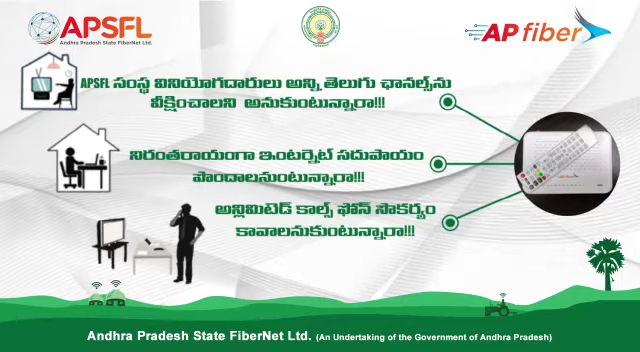 APSFL
Andhra Pradesh State FiberNet Ltd.
AP fiber
APSFL సంస్థ వినియోగదారులు అన్ని తెలుగు ఛానల్స్‌ను
వీక్షించాలని అనుకుంటున్నారా!!!
నిరంతరాయంగా ఇంటర్నెట్ సదుపాయం
పొందాలనుంటున్నారా!!!
అన్లిమిటెడ్ కాల్స్ ఫోన్ సౌకర్యం
కావాలనుకుంటున్నారా!!!
Andhra Pradesh State FiberNet Ltd. (An Undertaking of the Government of Andhra Pradesh)